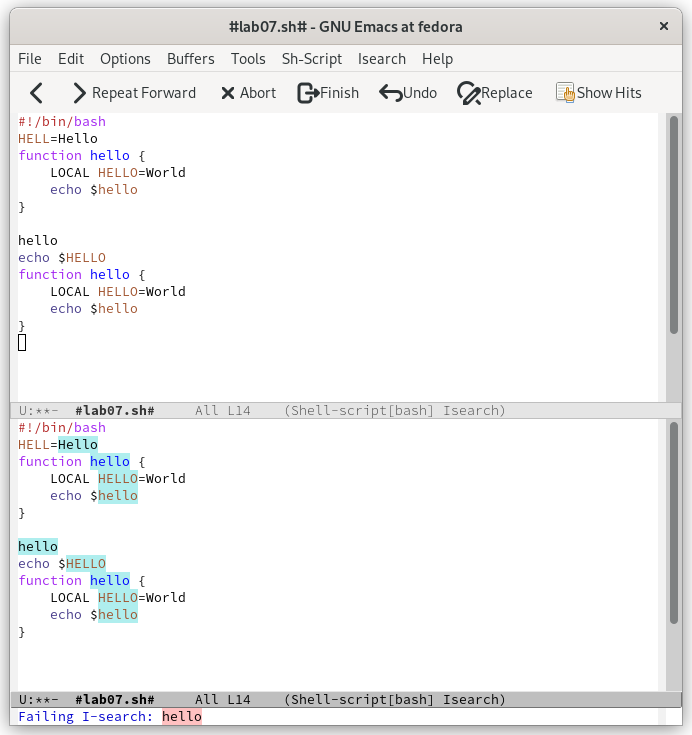 #lab07.sh# - GNU Emacs at fedora
File Edit Options Buffers Tools Sh-Script Isearch Help
Repeat Forward Abort Finish Undo Replace Show Hits
#!/bin/bash
HELL=Hello
function hello {
    LOCAL HELLO=World
    echo $hello
}
hello
echo $HELLO
function hello {
    LOCAL HELLO=World
    echo $hello
}
U:**-  #lab07.sh#     All L14    (Shell-script[bash] Isearch)
#!/bin/bash
HELL=Hello
function hello {
    LOCAL HELLO=World
    echo $hello
}
hello
echo $HELLO
function hello {
    LOCAL HELLO=World
    echo $hello
}
U:**-  #lab07.sh#     All L14    (Shell-script[bash] Isearch)
Failing I-search: hello